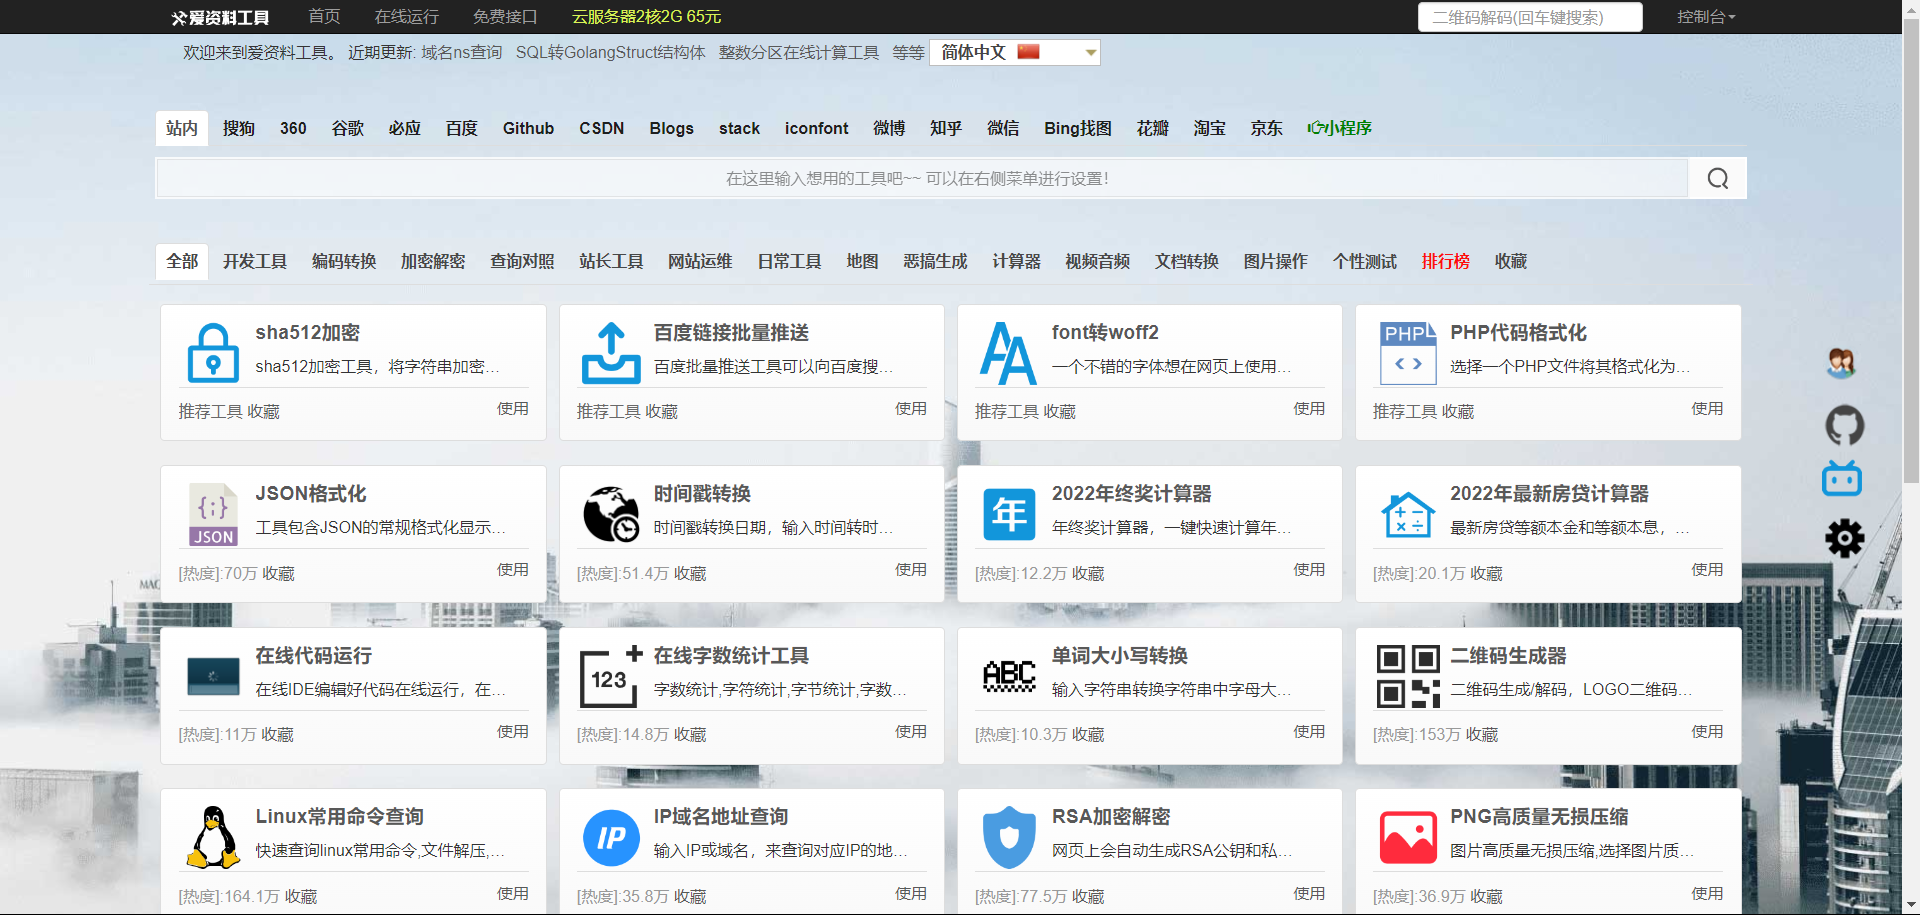 爱资料工具 首页 在线运行 免费接口 云服务器2核2G 65元 二维码解码(回车键搜索) 控制台
欢迎来到爱资料工具。 近期更新: 域名ns查询 SQL转GolangStruct结构体 整数分区在线计算工具 等等 简体中文
站内 搜狗 360 谷歌 必应 百度 Github CSDN Blogs stack iconfont 微博 知乎 微信 Bing找图 花瓣 淘宝 京东 小程序
在这里输入想用的工具吧~~ 可以在右侧菜单进行设置!
全部 开发工具 编码转换 加密解密 查询对照 站长工具 网站运维 日常工具 地图 恶搞生成 计算器 视频音频 文档转换 图片操作 个性测试 排行榜 收藏
sha512加密
sha512加密工具，将字符串加密...
推荐工具 收藏 使用
百度链接批量推送
百度批量推送工具可以向百度搜...
推荐工具 收藏 使用
font转woff2
一个不错的字体想在网页上使用...
推荐工具 收藏 使用
PHP
PHP代码格式化
选择一个PHP文件将其格式化为...
推荐工具 收藏 使用
JSON
JSON格式化
工具包含JSON的常规格式化显示...
[热度]:70万 收藏 使用
时间戳转换
时间戳转换日期，输入时间转时...
[热度]:51.4万 收藏 使用
年
2022年终奖计算器
年终奖计算器，一键快速计算年...
[热度]:12.2万 收藏 使用
2022年最新房贷计算器
最新房贷等额本金和等额本息，...
[热度]:20.1万 收藏 使用
在线代码运行
在线IDE编辑好代码在线运行，在...
[热度]:11万 收藏 使用
123
在线字数统计工具
字数统计,字符统计,字节统计,字数...
[热度]:14.8万 收藏 使用
ABC
单词大小写转换
输入字符串转换字符串中字母大...
[热度]:10.3万 收藏 使用
二维码生成器
二维码生成/解码，LOGO二维码...
[热度]:153万 收藏 使用
Linux常用命令查询
快速查询linux常用命令,文件解压,...
[热度]:164.1万 收藏 使用
IP
IP域名地址查询
输入IP或域名，来查询对应IP的地...
[热度]:35.8万 收藏 使用
RSA加密解密
网页上会自动生成RSA公钥和私...
[热度]:77.5万 收藏 使用
PNG高质量无损压缩
图片高质量无损压缩,选择图片质...
[热度]:36.9万 收藏 使用